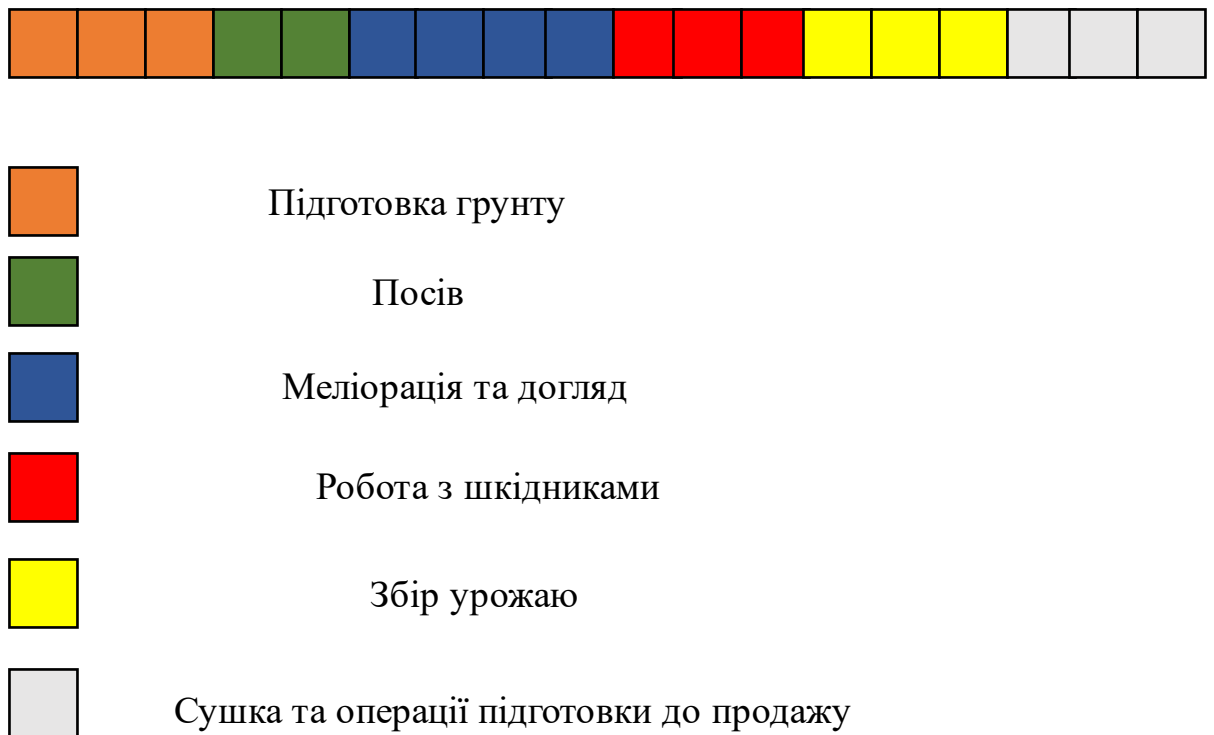 Підготовка грунту
Посів
Меліорація та догляд
Робота з шкідниками
Збір урожаю
Сушка та операції підготовки до продажу